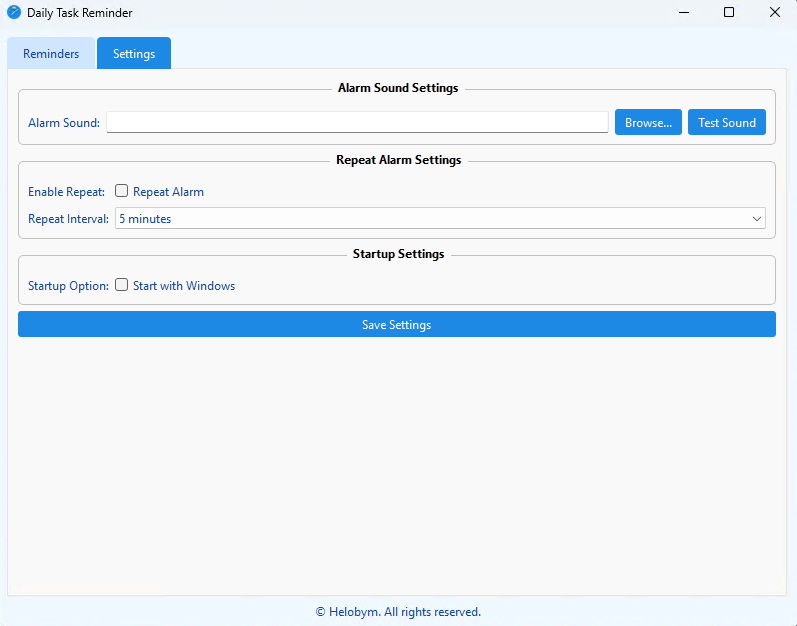 Daily Task Reminder
Reminders Settings
Alarm Sound Settings
Alarm Sound: Browse... Test Sound
Repeat Alarm Settings
Enable Repeat: Repeat Alarm
Repeat Interval: 5 minutes
Startup Settings
Startup Option: Start with Windows
Save Settings
© Helobym. All rights reserved.